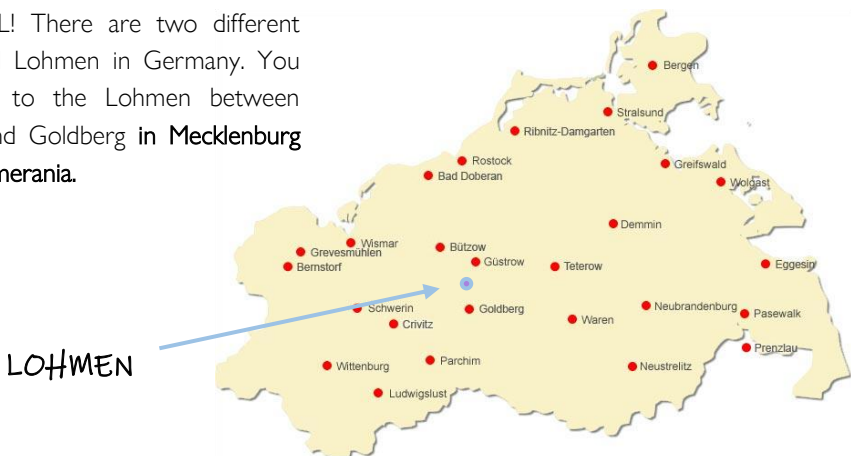 L! There are two different
Lohmen in Germany. You
to the Lohmen between
nd Goldberg in Mecklenburg
merania.
Bergen
Stralsund
Ribnitz-Damgarten
Rostock
Greifswald
Bad Doberan
Wolgast
Demmin
Wismar
Bützow
Grevesmühlen
Güstrow
Teterow
Eggesin
Bernstorf
Schwerin
Goldberg
Neubrandenburg
Pasewalk
Crivitz
Waren
Prenzlau
LOHMEN
Wittenburg
Parchim
Neustrelitz
Ludwigslust